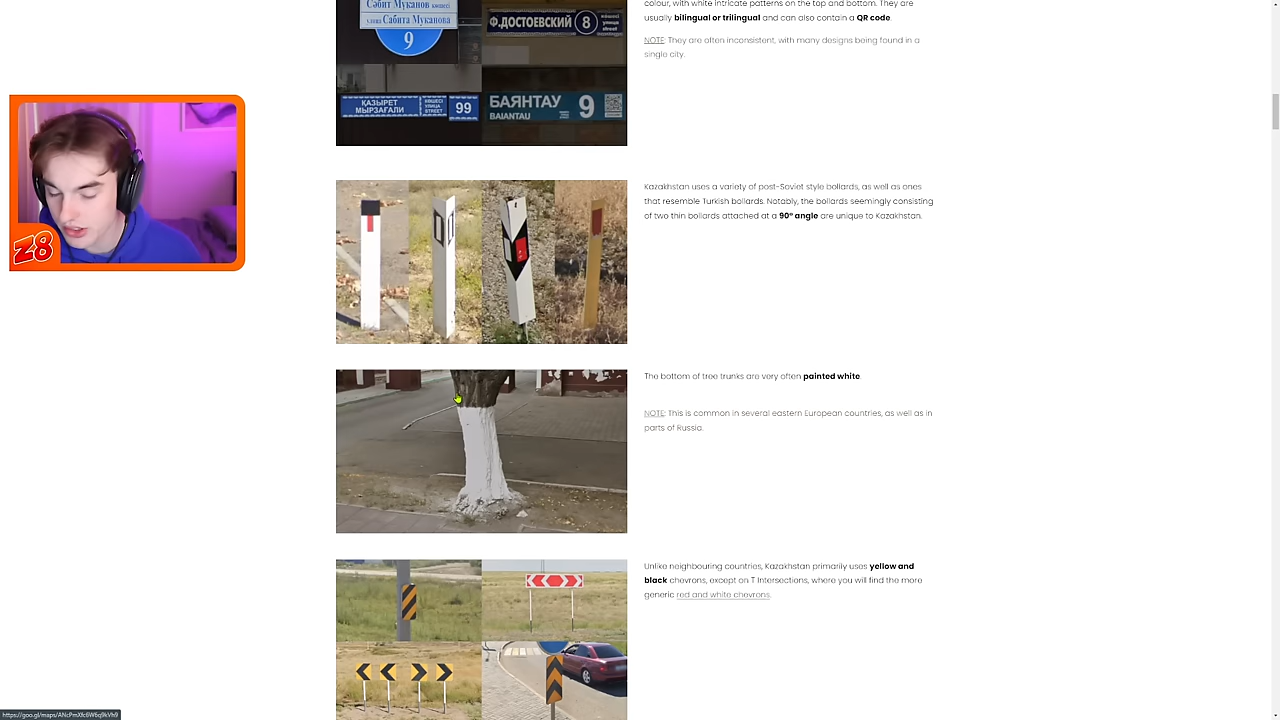 colour, with white intricate patterns on the top and bottom. They are
usually bilingual or trilingual and can also contain a QR code.
NOTE: They are often inconsistent, with many designs being found in a
single city.
Сәбит Мұқанов көшесі
улица Сабита Муканова
9
Ф.ДОСТОЕВСКИЙ 8
ҚАЗЫРЕТ
МЫРЗАҒАЛИ
КӨШЕСІ
УЛИЦА
STREET
99
БАЯНТАУ 9
BAIANTAU
Kazakhstan uses a variety of post-Soviet style bollards, as well as ones
that resemble Turkish bollards. Notably, the bollards seemingly consisting
of two thin bollards attached at a 90° angle are unique to Kazakhstan.
The bottom of tree trunks are very often painted white.
NOTE: This is common in several eastern European countries, as well as in
parts of Russia.
Unlike neighbouring countries, Kazakhstan primarily uses yellow and
black chevrons, except on T Intersections, where you will find the more
generic red and white chevrons.
Z8